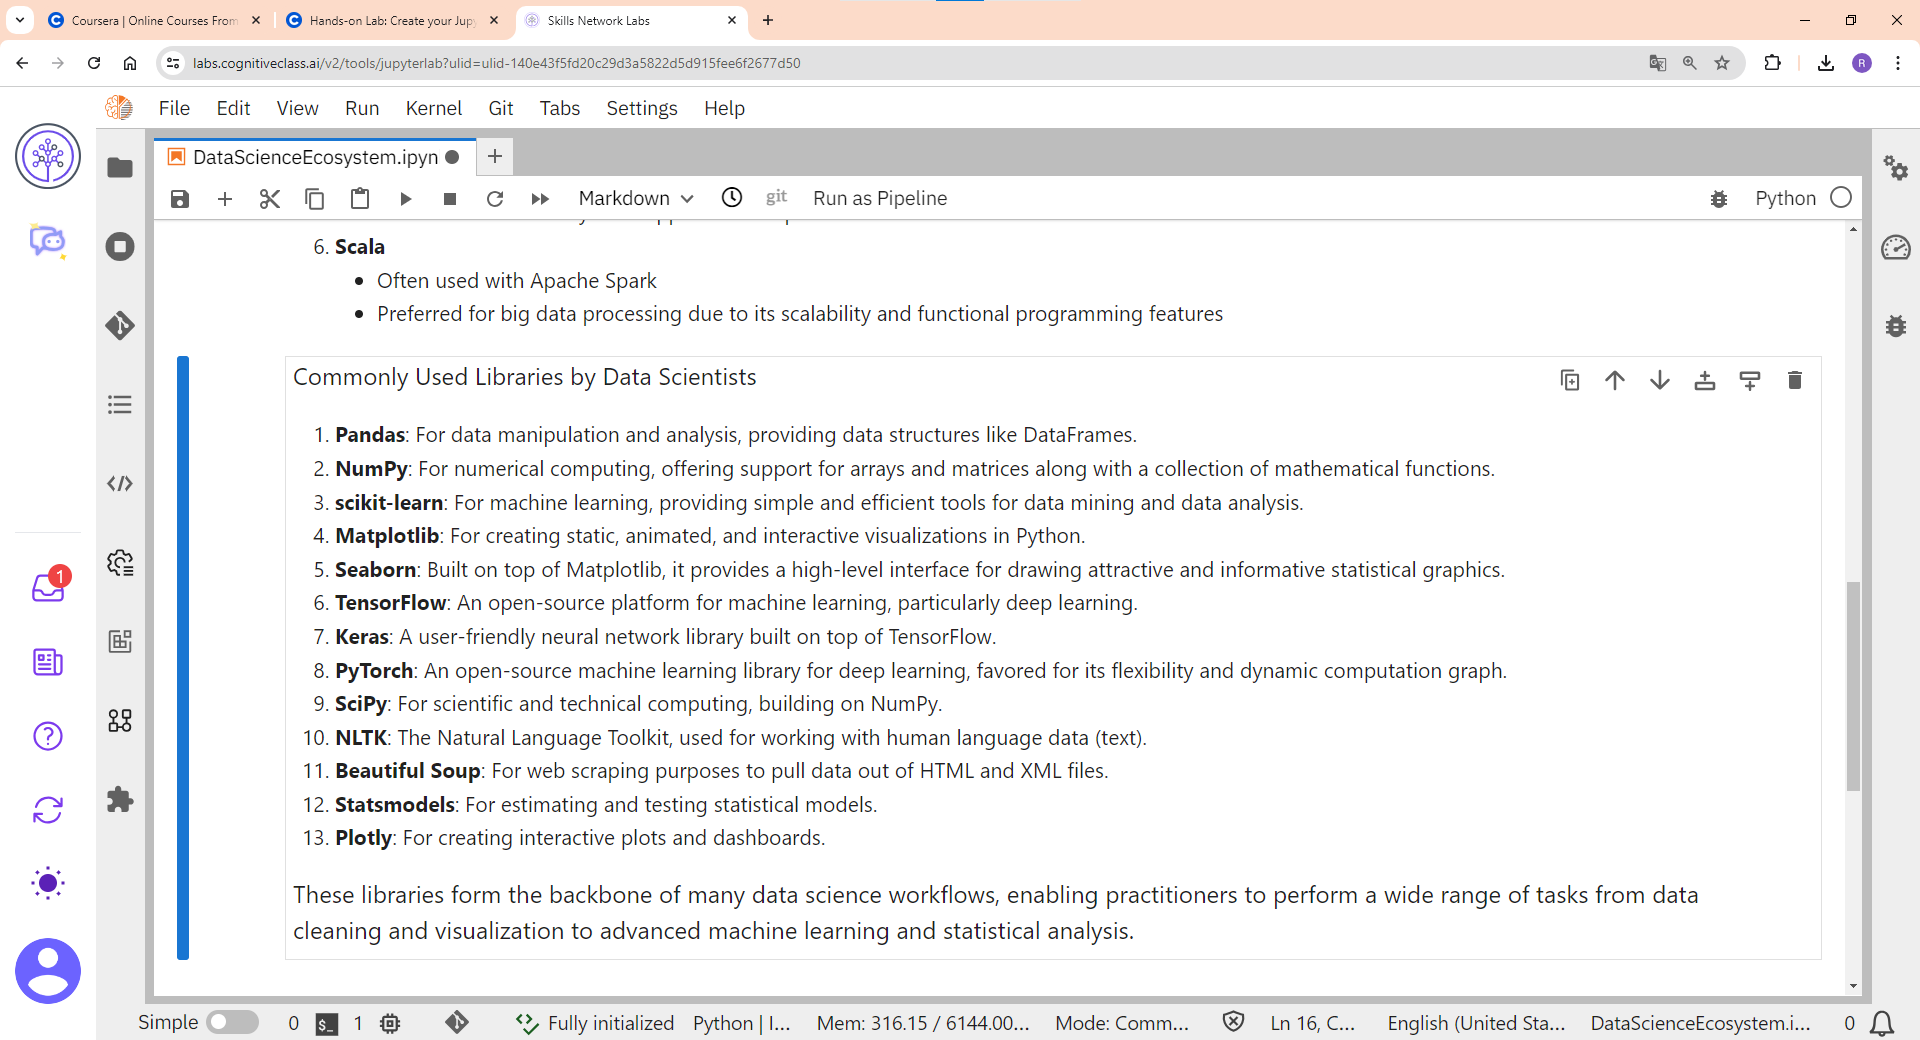 Coursera | Online Courses From
Hands-on Lab: Create your Jupy
Skills Network Labs
labs.cognitiveclass.ai/v2/tools/jupyterlab?ulid=ulid-140e43f5fd20c29d3a5822d5d915fee6f2677d50
R
File Edit View Run Kernel Git Tabs Settings Help
DataScienceEcosystem.ipyn
Markdown
git
Run as Pipeline
Python
6. Scala
• Often used with Apache Spark
• Preferred for big data processing due to its scalability and functional programming features
Commonly Used Libraries by Data Scientists
1. Pandas: For data manipulation and analysis, providing data structures like DataFrames.
2. NumPy: For numerical computing, offering support for arrays and matrices along with a collection of mathematical functions.
3. scikit-learn: For machine learning, providing simple and efficient tools for data mining and data analysis.
4. Matplotlib: For creating static, animated, and interactive visualizations in Python.
5. Seaborn: Built on top of Matplotlib, it provides a high-level interface for drawing attractive and informative statistical graphics.
6. TensorFlow: An open-source platform for machine learning, particularly deep learning.
7. Keras: A user-friendly neural network library built on top of TensorFlow.
8. PyTorch: An open-source machine learning library for deep learning, favored for its flexibility and dynamic computation graph.
9. SciPy: For scientific and technical computing, building on NumPy.
10. NLTK: The Natural Language Toolkit, used for working with human language data (text).
11. Beautiful Soup: For web scraping purposes to pull data out of HTML and XML files.
12. Statsmodels: For estimating and testing statistical models.
13. Plotly: For creating interactive plots and dashboards.
These libraries form the backbone of many data science workflows, enabling practitioners to perform a wide range of tasks from data
cleaning and visualization to advanced machine learning and statistical analysis.
1
Simple 0 $_ 1 Fully initialized Python | I... Mem: 316.15 / 6144.00... Mode: Comm... Ln 16, C... English (United Sta... DataScienceEcosystem.i... 0